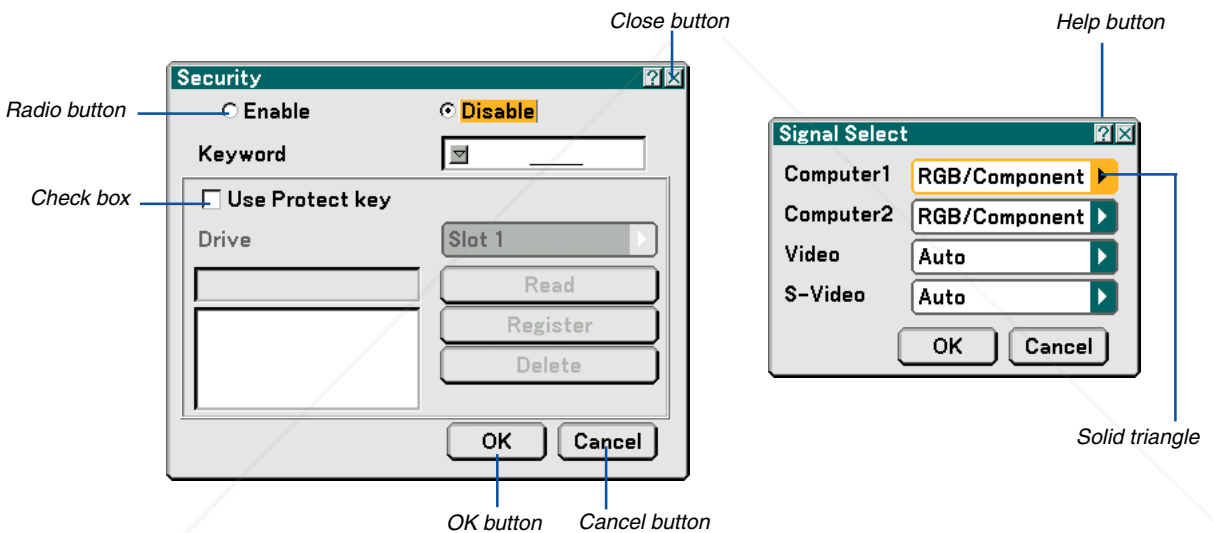 Close button
Help button
Security ? ×
Radio button
Enable Disable
Keyword
Check box
Use Protect key
Drive Slot 1
Read
Register
Delete
OK Cancel
OK button Cancel button
Signal Select ? ×
Computer1 RGB/Component
Computer2 RGB/Component
Video Auto
S-Video Auto
OK Cancel
Solid triangle